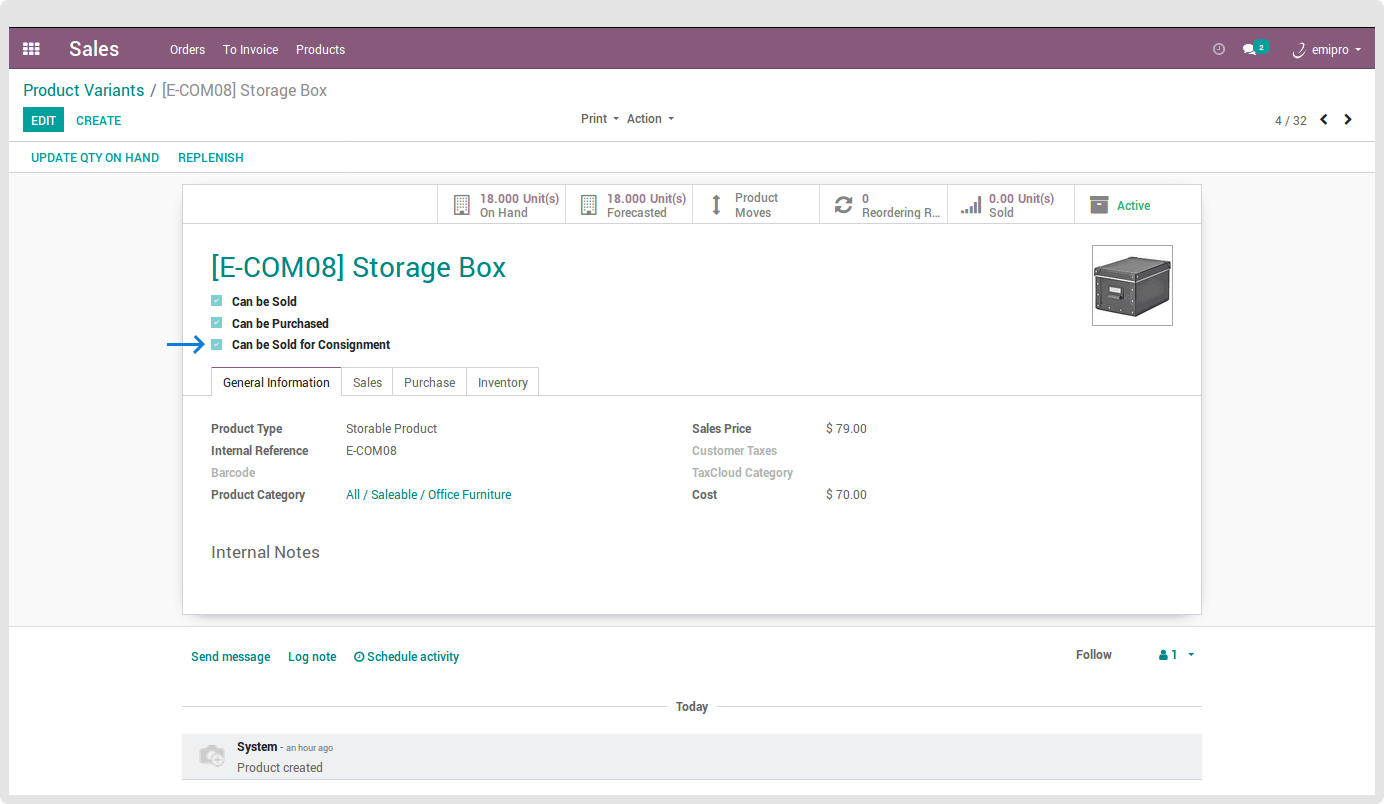 Sales Orders To Invoice Products 2 emipro
Product Variants / [E-COM08] Storage Box
EDIT CREATE Print Action 4 / 32
UPDATE QTY ON HAND REPLENISH
18.000 Unit(s) On Hand
18.000 Unit(s) Forecasted
Product Moves
0 Reordering R...
0.00 Unit(s) Sold
Active
[E-COM08] Storage Box
Can be Sold
Can be Purchased
Can be Sold for Consignment
General Information Sales Purchase Inventory
Product Type Storable Product Sales Price $ 79.00
Internal Reference E-COM08 Customer Taxes
Barcode TaxCloud Category
Product Category All / Saleable / Office Furniture Cost $ 70.00
Internal Notes
Send message Log note Schedule activity Follow 1
Today
System - an hour ago
Product created